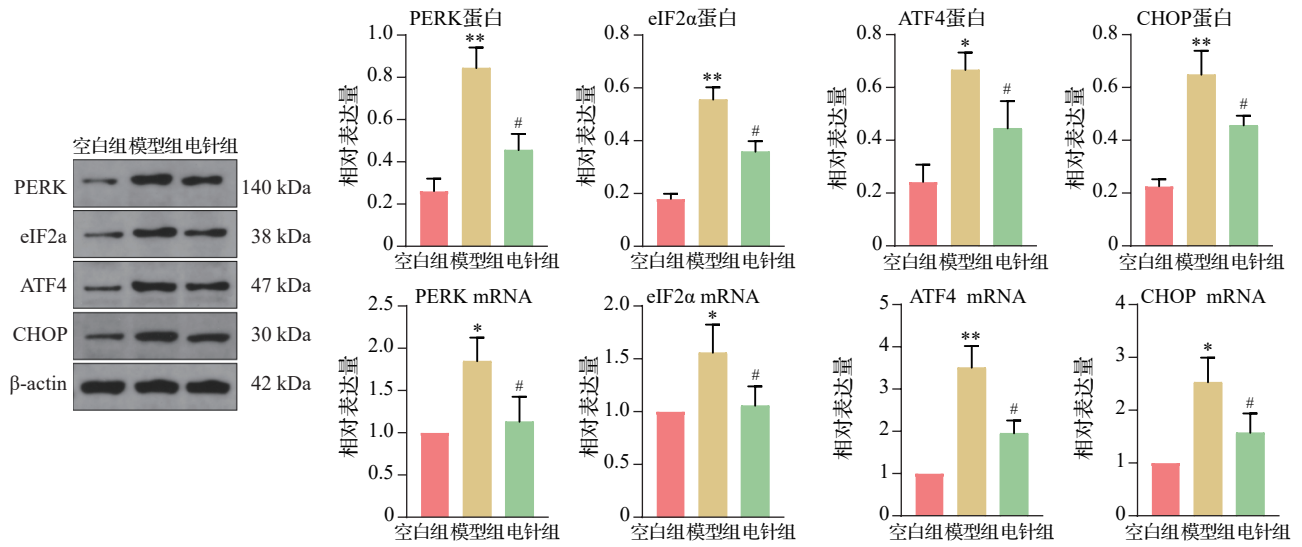 空白组 模型组 电针组
PERK 140 kDa
eIF2a 38 kDa
ATF4 47 kDa
CHOP 30 kDa
β-actin 42 kDa
PERK蛋白
相对表达量
1.0
0.8
0.6
0.4
0.2
0
**
#
空白组 模型组 电针组
eIF2α蛋白
相对表达量
0.8
0.6
0.4
0.2
0
**
#
空白组 模型组 电针组
ATF4蛋白
相对表达量
0.8
0.6
0.4
0.2
0
*
#
空白组 模型组 电针组
CHOP蛋白
相对表达量
0.8
0.6
0.4
0.2
0
**
#
空白组 模型组 电针组
PERK mRNA
相对表达量
2.5
2.0
1.5
1.0
0.5
0
*
#
空白组 模型组 电针组
eIF2α mRNA
相对表达量
2.0
1.5
1.0
0.5
0
*
#
空白组 模型组 电针组
ATF4 mRNA
相对表达量
5
4
3
2
1
0
**
#
空白组 模型组 电针组
CHOP mRNA
相对表达量
4
3
2
1
0
*
#
空白组 模型组 电针组